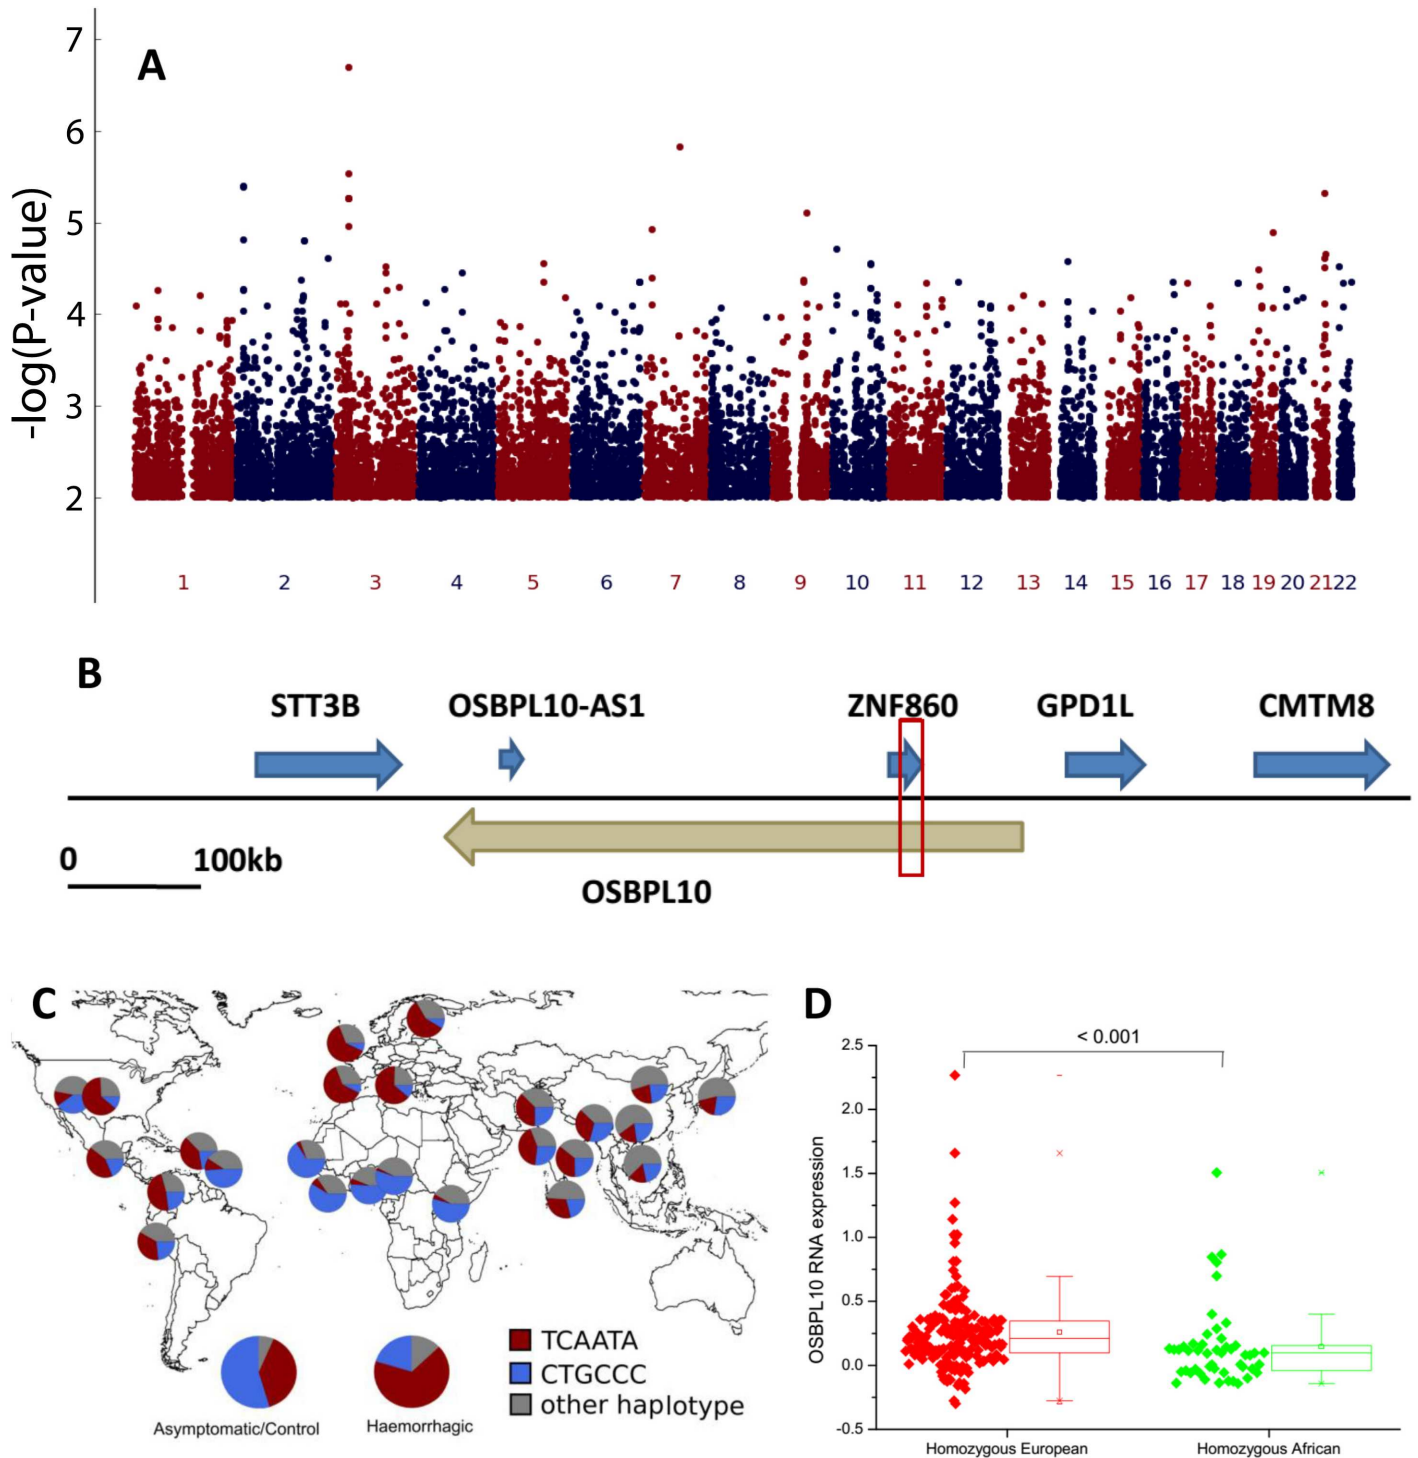 A
7
6
5
4
3
2
-log(P-value)
1 2 3 4 5 6 7 8 9 10 11 12 13 14 15 16 17 18 19 20 21 22
B
STT3B OSBPL10-AS1 ZNF860 GPD1L CMTM8
0 100kb
OSBPL10
C
TCAATA
CTGCCC
other haplotype
Asymptomatic/Control Haemorrhagic
D
< 0.001
2.5
2.0
1.5
1.0
0.5
0.0
-0.5
OSBPL10 RNA expression
Homozygous European Homozygous African